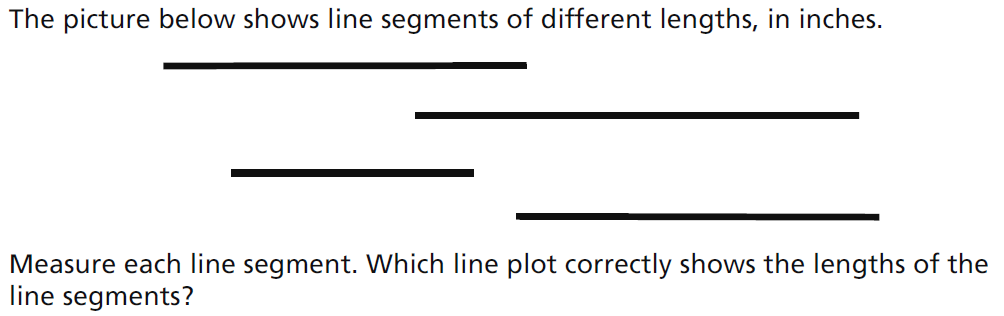 The picture below shows line segments of different lengths, in inches.
Measure each line segment. Which line plot correctly shows the lengths of the
line segments?